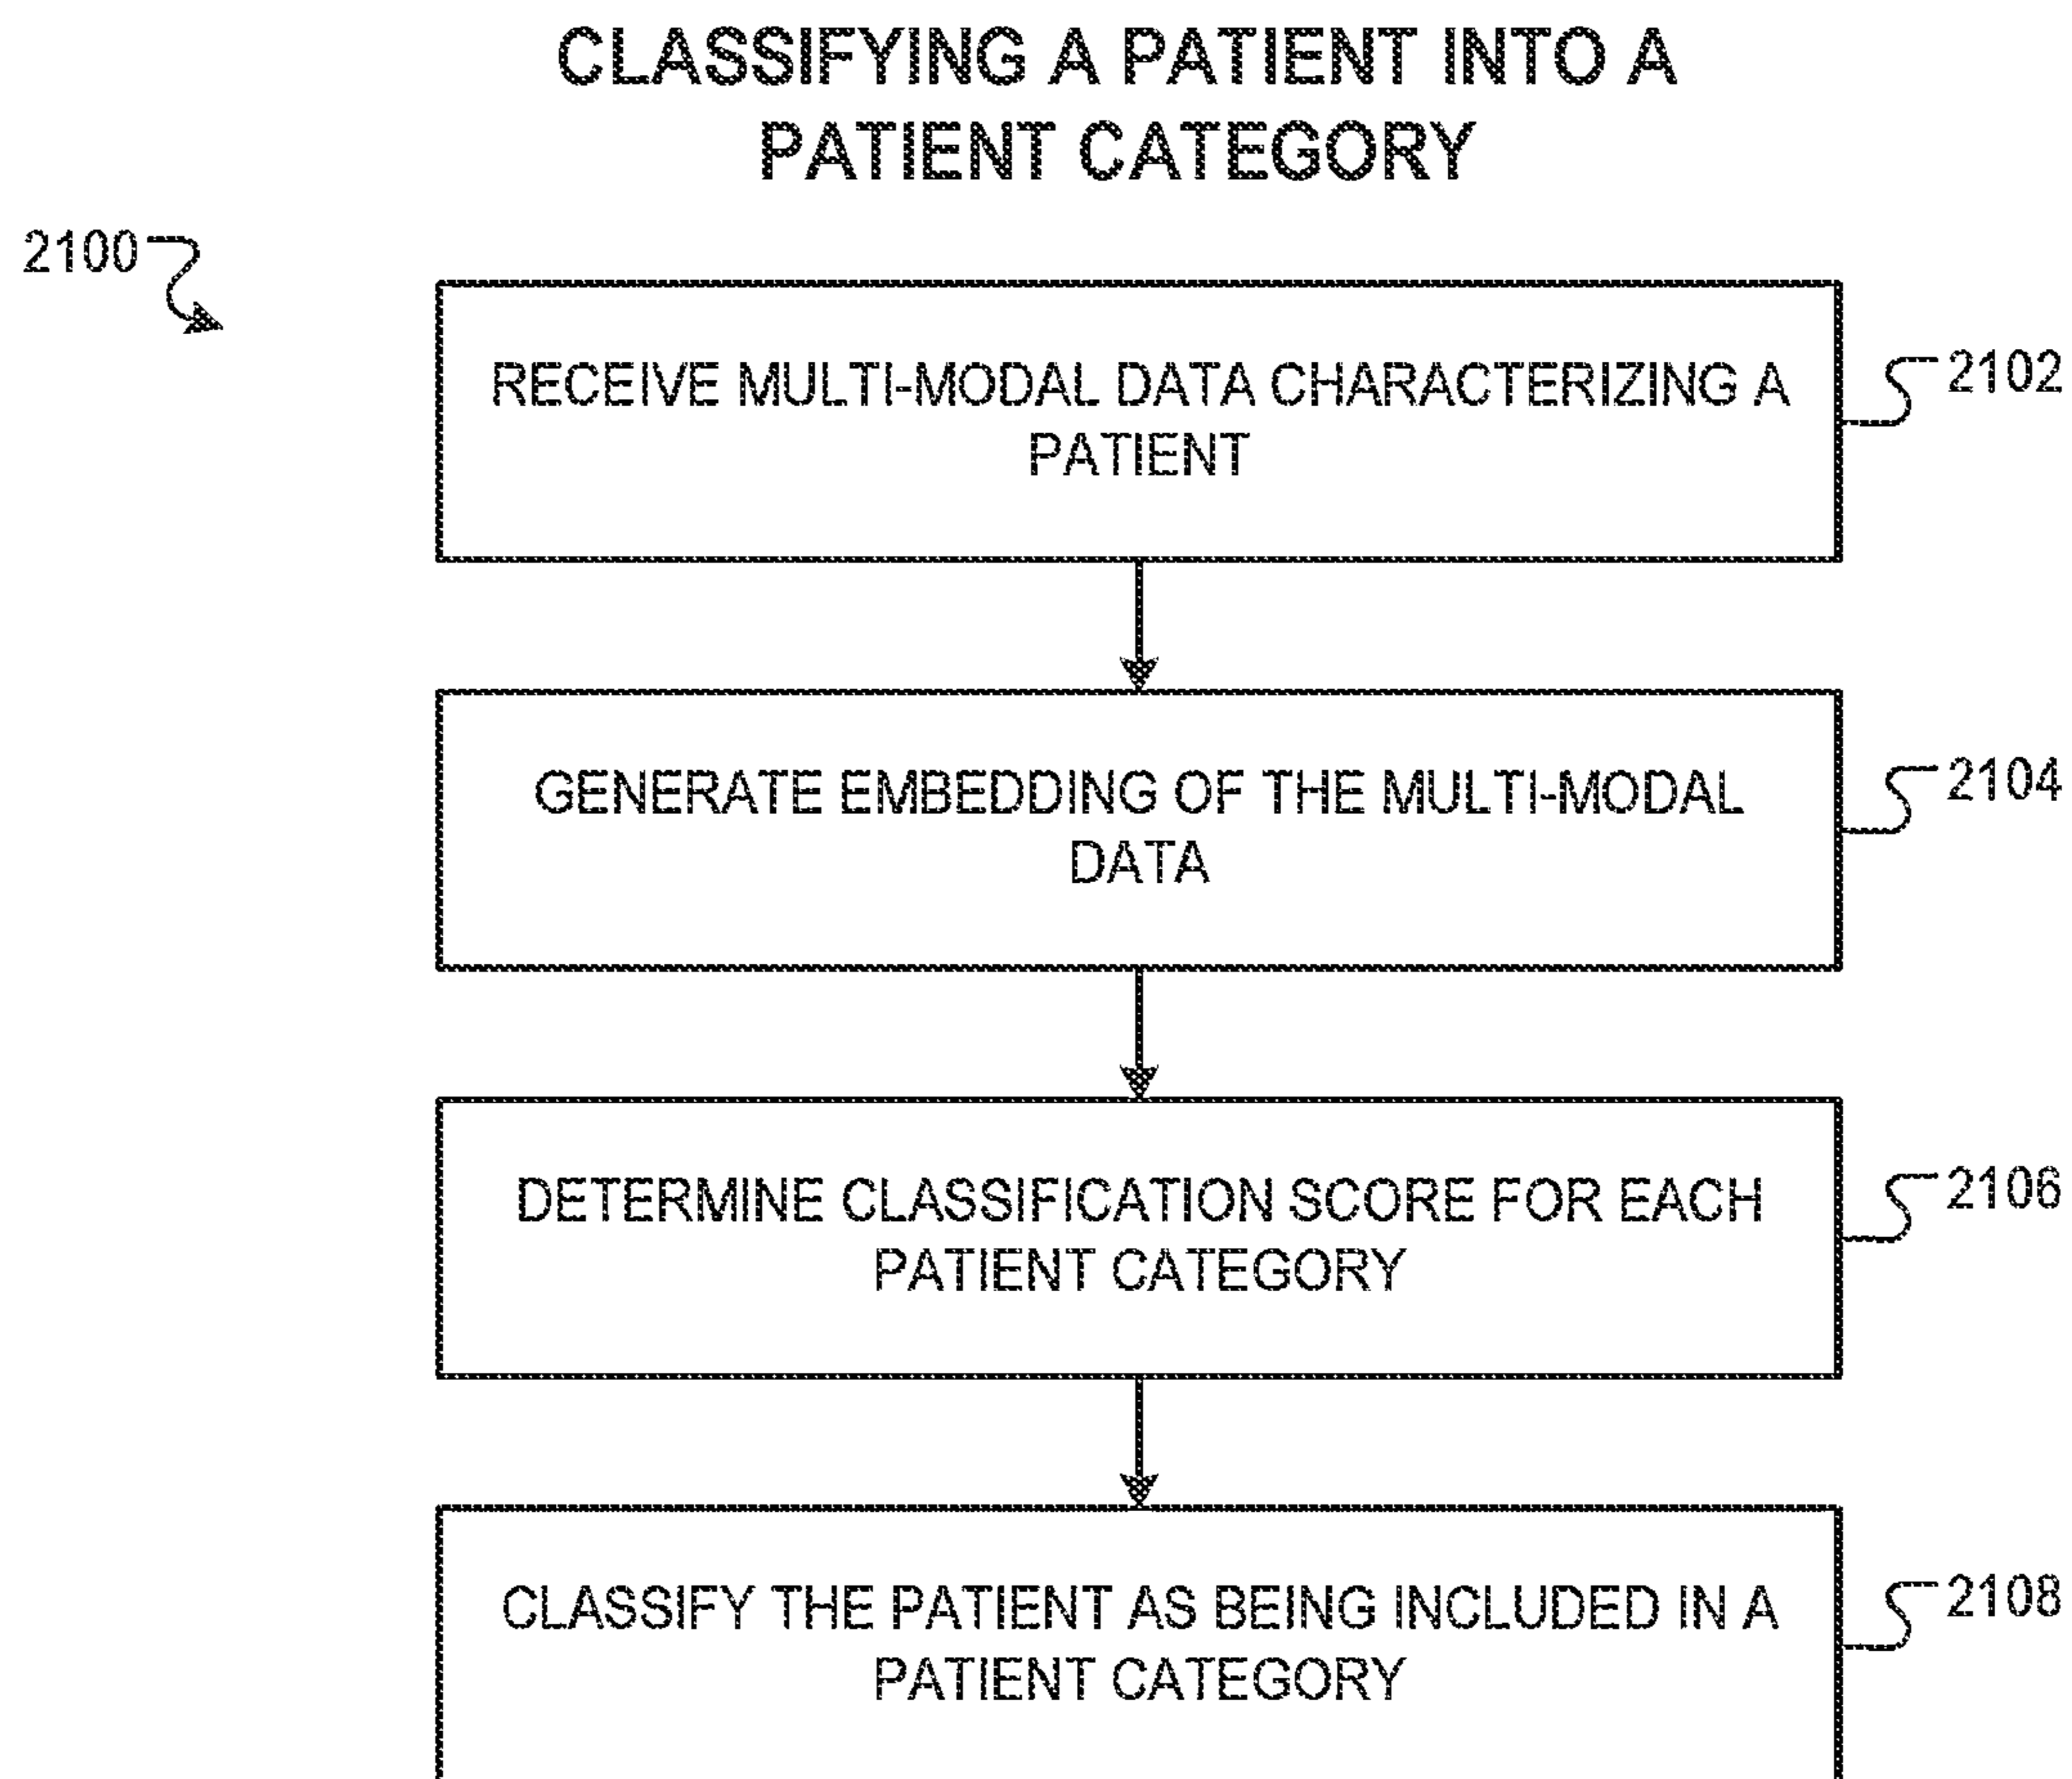 CLASSIFYING A PATIENT INTO A
PATIENT CATEGORY
2100
RECEIVE MULTI-MODAL DATA CHARACTERIZING A
PATIENT
2102
GENERATE EMBEDDING OF THE MULTI-MODAL
DATA
2104
DETERMINE CLASSIFICATION SCORE FOR EACH
PATIENT CATEGORY
2106
CLASSIFY THE PATIENT AS BEING INCLUDED IN A
PATIENT CATEGORY
2108